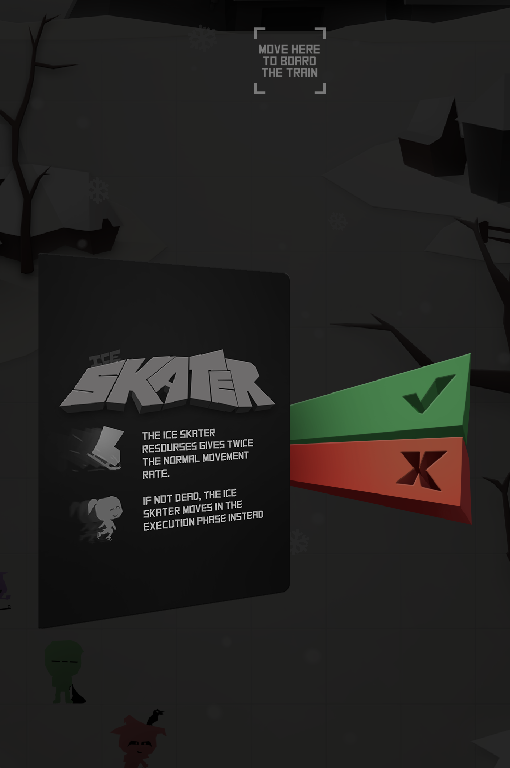 MOVE HERE
TO BOARD
THE TRAIN
ICE
SKATER
THE ICE SKATER
RESOURSES GIVES TWICE
THE NORMAL MOVEMENT
RATE.
IF NOT DEAD, THE ICE
SKATER MOVES IN THE
EXECUTION PHASE INSTEAD